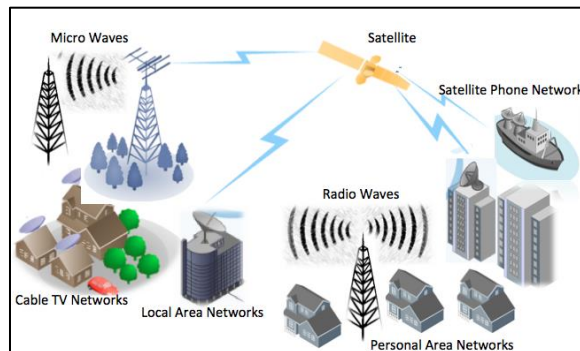 Micro Waves
Satellite
Satellite Phone Network
Radio Waves
Cable TV Networks
Local Area Networks
Personal Area Networks